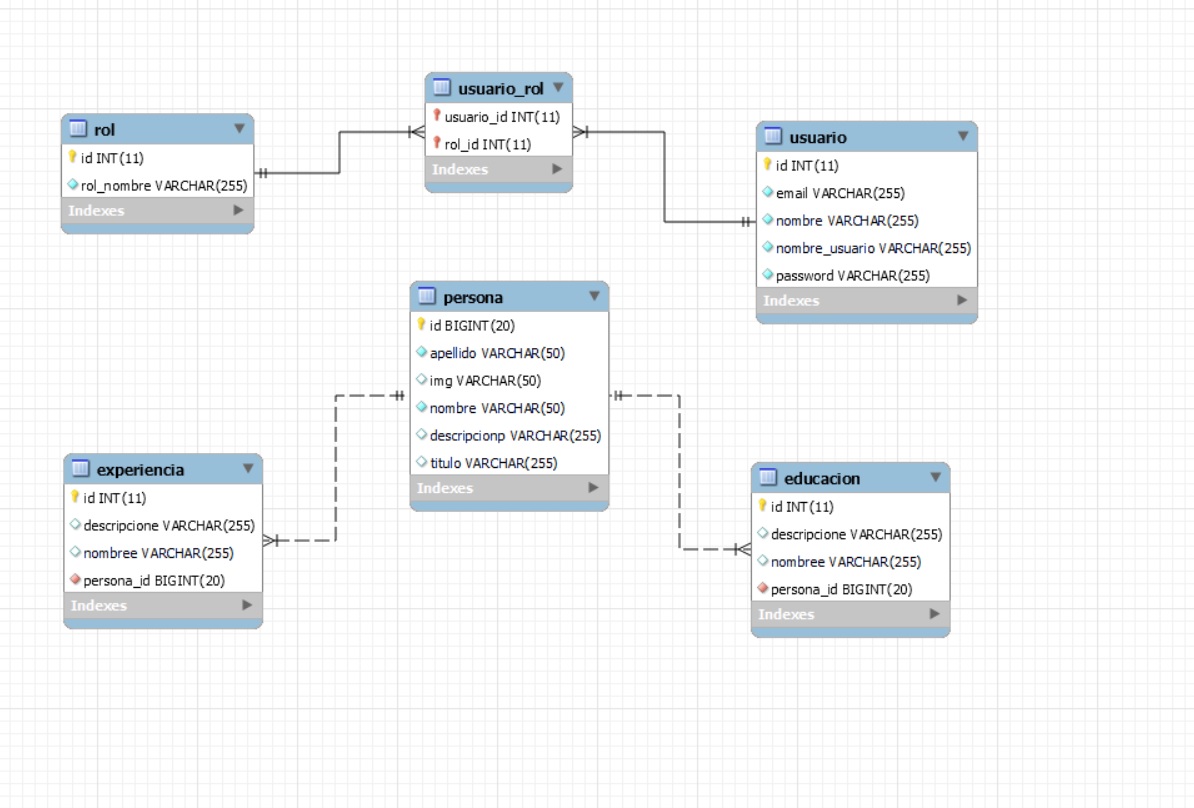 rol
id INT(11)
rol_nombre VARCHAR(255)
Indexes
usuario_rol
usuario_id INT(11)
rol_id INT(11)
Indexes
usuario
id INT(11)
email VARCHAR(255)
nombre VARCHAR(255)
nombre_usuario VARCHAR(255)
password VARCHAR(255)
Indexes
persona
id BIGINT(20)
apellido VARCHAR(50)
img VARCHAR(50)
nombre VARCHAR(50)
descripcionp VARCHAR(255)
titulo VARCHAR(255)
Indexes
experiencia
id INT(11)
descripcione VARCHAR(255)
nombree VARCHAR(255)
persona_id BIGINT(20)
Indexes
educacion
id INT(11)
descripcione VARCHAR(255)
nombree VARCHAR(255)
persona_id BIGINT(20)
Indexes